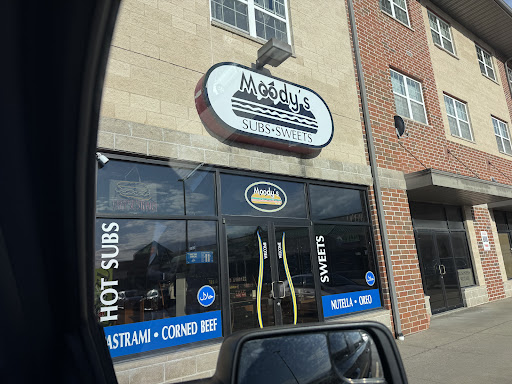 Moody's
SUBS • SWEETS
Moody's
HOT SUBS
SWEETS
ASTRAMI • CORNED BEEF
NUTELLA • OREO